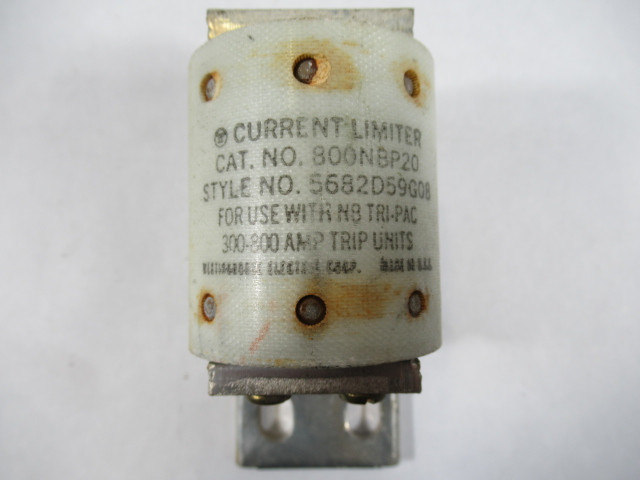 CURRENT LIMITER
CAT. NO. 800NBP20
STYLE NO. 5682D59G08
FOR USE WITH NB TRI-PAC
300-800 AMP TRIP UNITS
WESTINGHOUSE ELECTRIC CORP. MADE IN U.S.A.